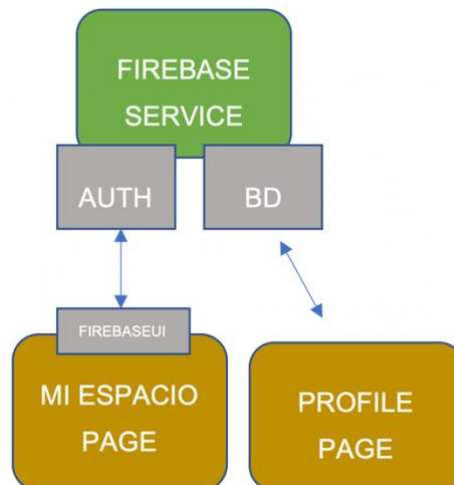 FIREBASE
SERVICE
AUTH
BD
FIREBASEUI
MI ESPACIO
PAGE
PROFILE
PAGE